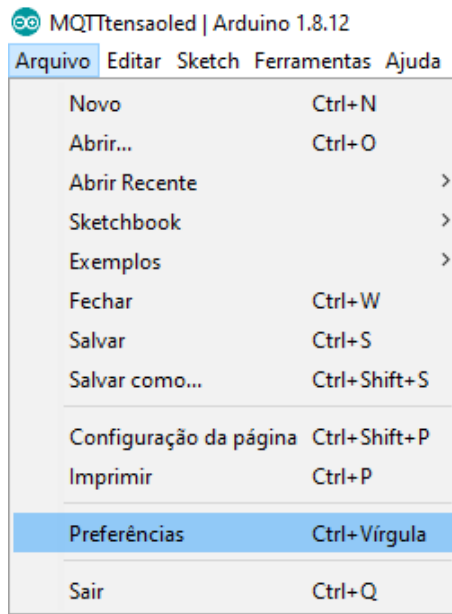 MQTTtensaoled | Arduino 1.8.12
Arquivo Editar Sketch Ferramentas Ajuda
Novo Ctrl+N
Abrir... Ctrl+O
Abrir Recente
Sketchbook
Exemplos
Fechar Ctrl+W
Salvar Ctrl+S
Salvar como... Ctrl+Shift+S
Configuração da página Ctrl+Shift+P
Imprimir Ctrl+P
Preferências Ctrl+Vírgula
Sair Ctrl+Q